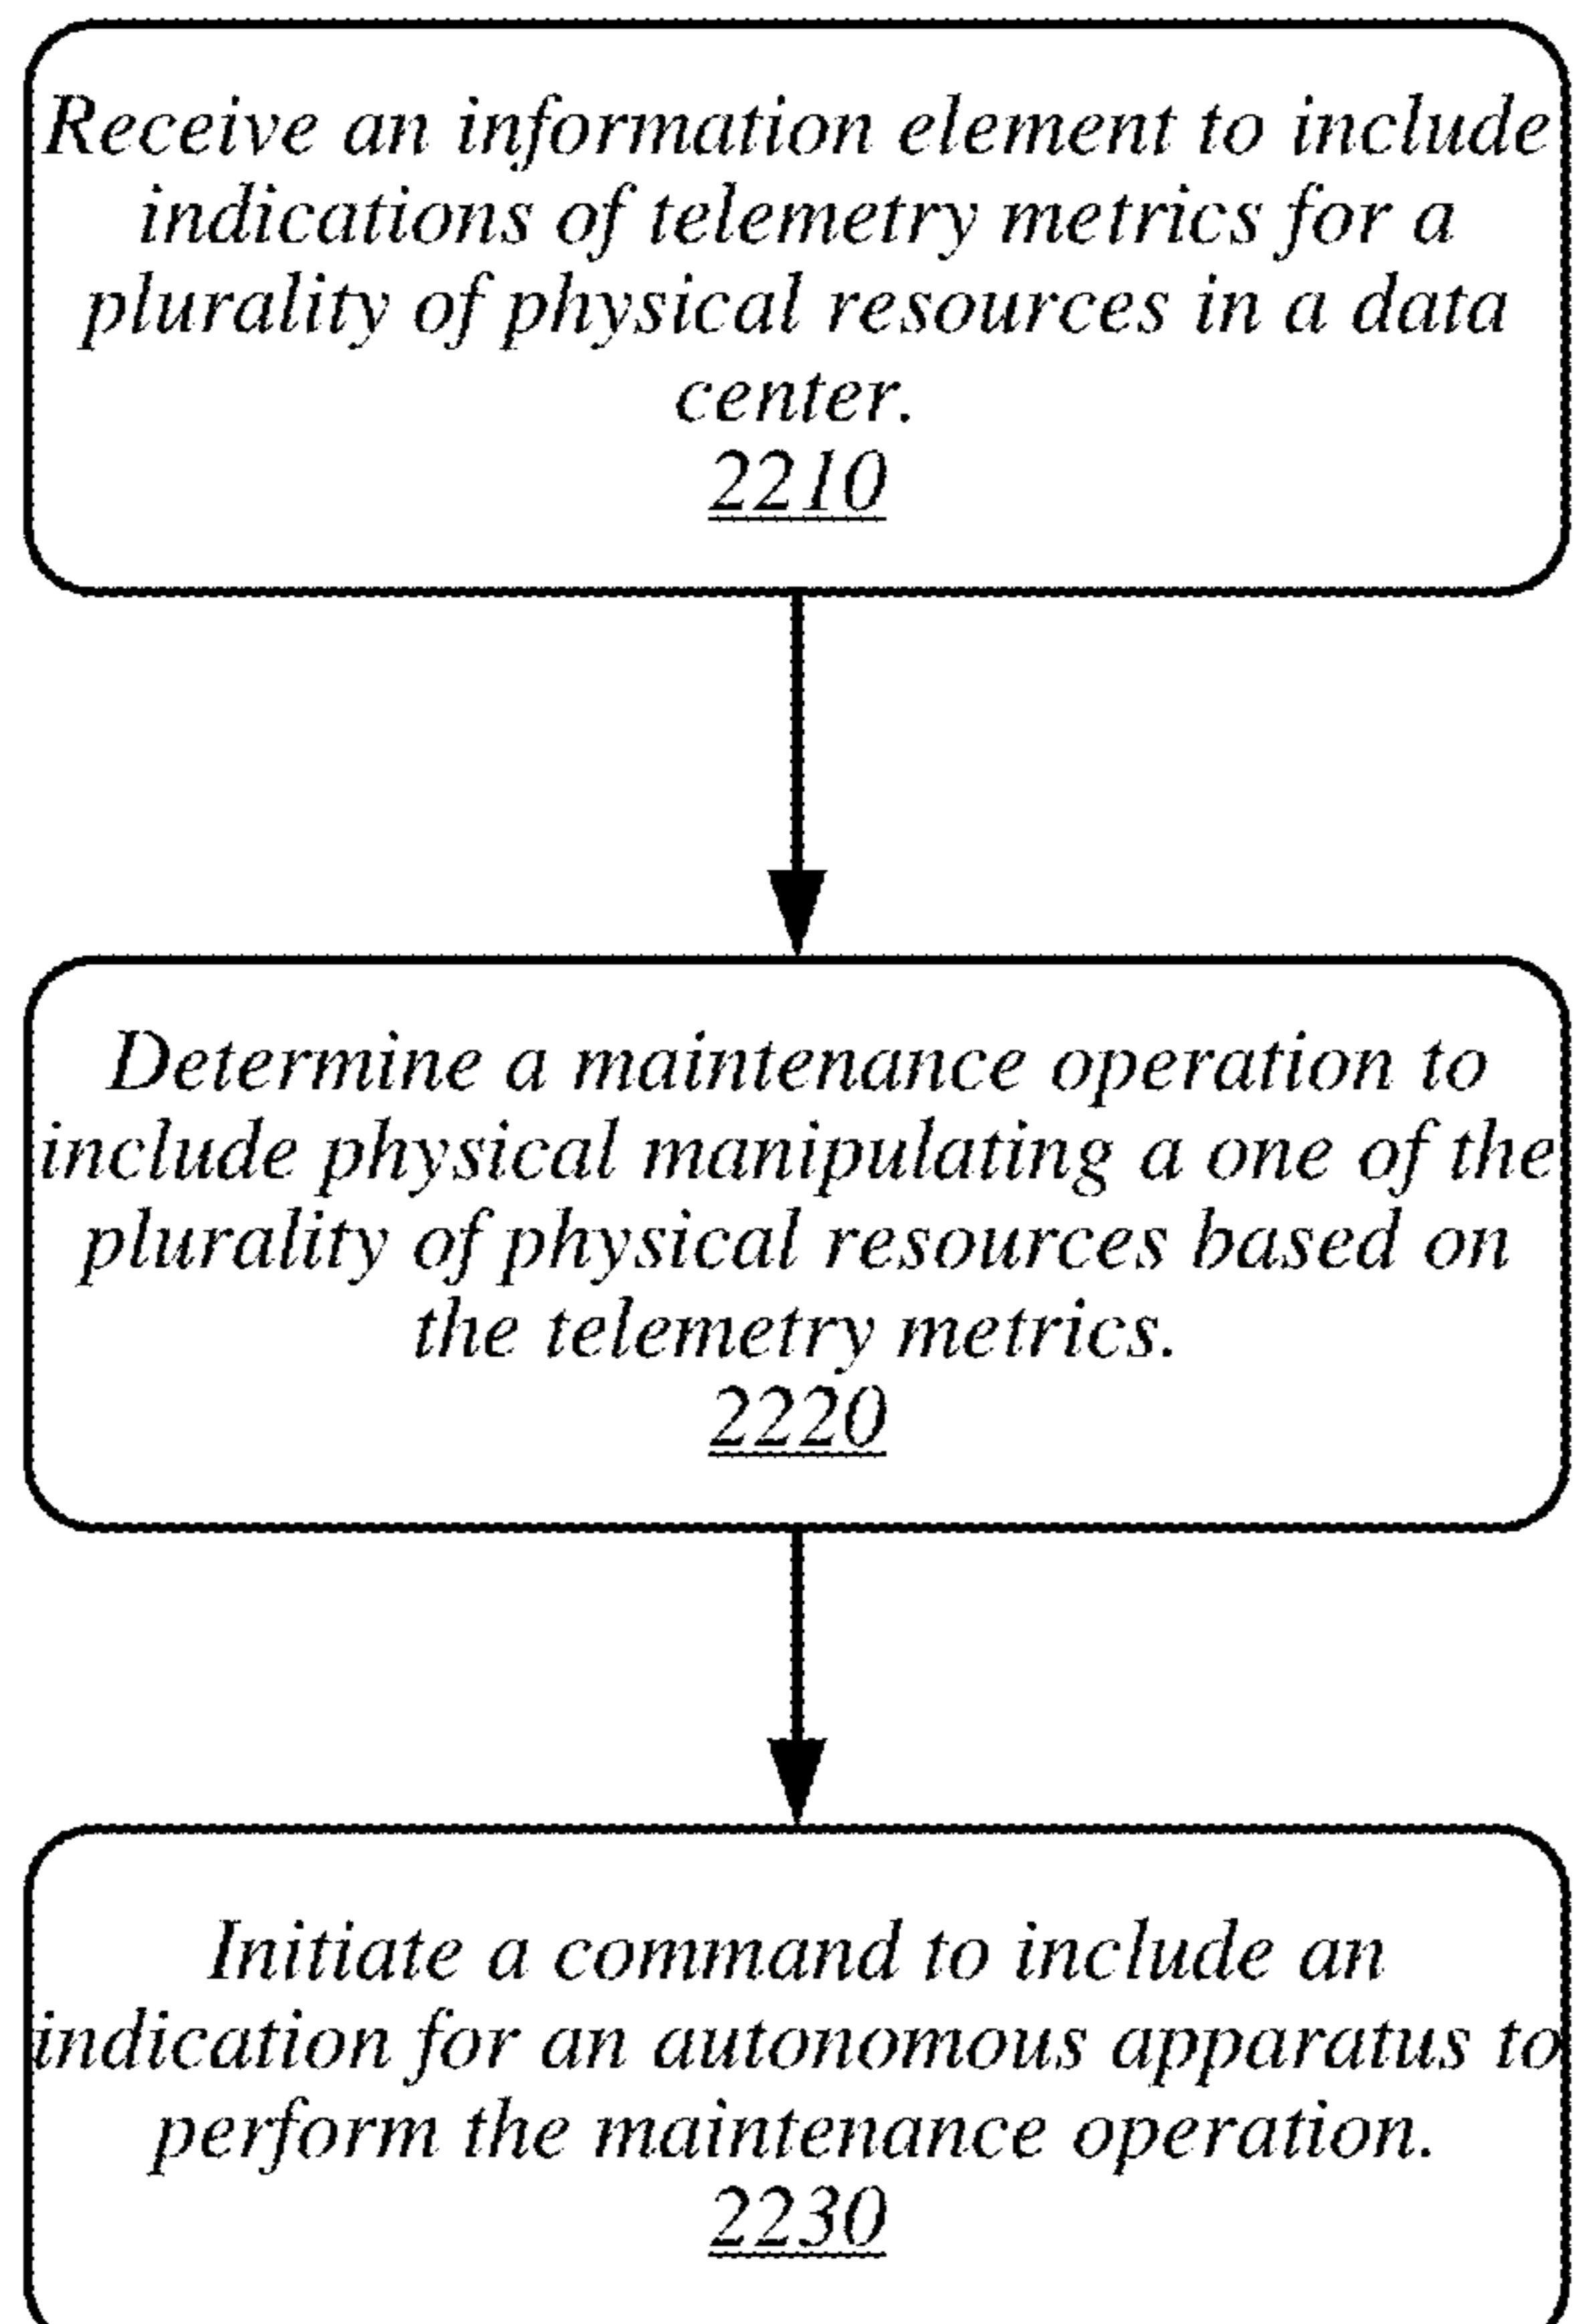 Receive an information element to include
indications of telemetry metrics for a
plurality of physical resources in a data
center.
2210
Determine a maintenance operation to
include physical manipulating a one of the
plurality of physical resources based on
the telemetry metrics.
2220
Initiate a command to include an
indication for an autonomous apparatus to
perform the maintenance operation.
2230